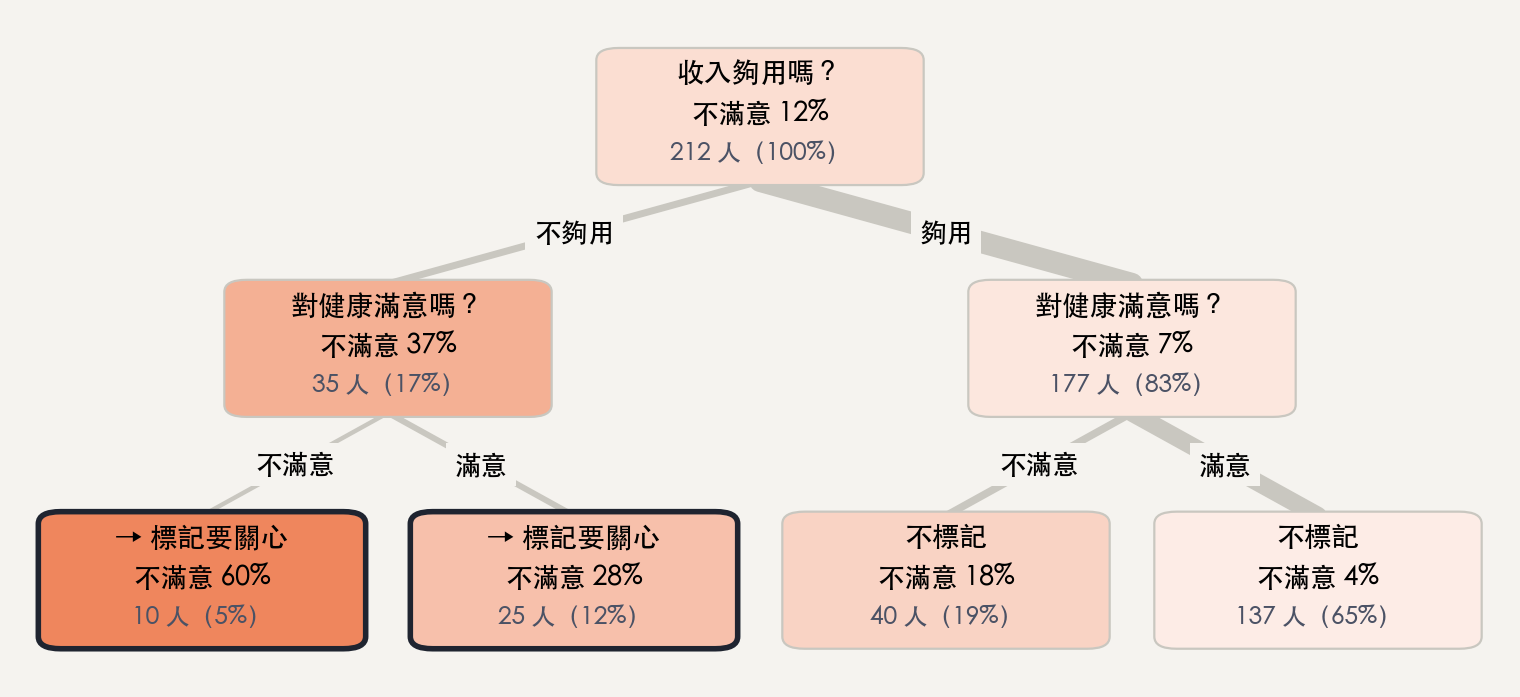 收入夠用嗎？
不滿意 12%
212 人（100%）
不夠用
夠用
對健康滿意嗎？
不滿意 37%
35 人（17%）
對健康滿意嗎？
不滿意 7%
177 人（83%）
不滿意
滿意
不滿意
滿意
→ 標記要關心
不滿意 60%
10 人（5%）
→ 標記要關心
不滿意 28%
25 人（12%）
不標記
不滿意 18%
40 人（19%）
不標記
不滿意 4%
137 人（65%）